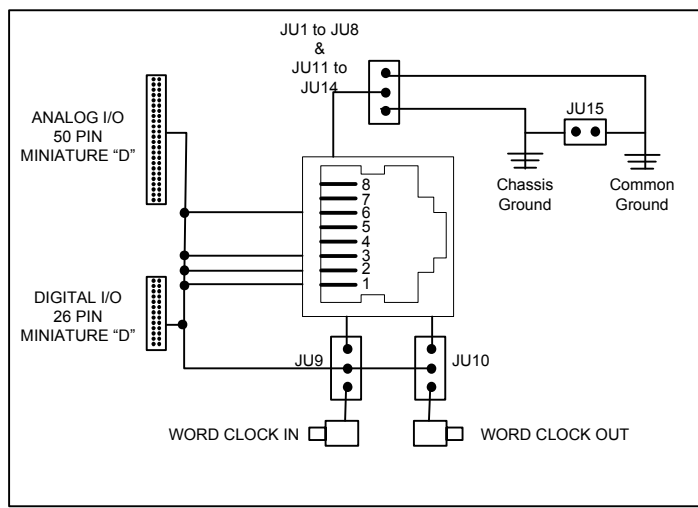 JU1 to JU8
&
JU11 to
JU14
ANALOG I/O
50 PIN
MINIATURE “D”
JU15
Chassis
Ground
Common
Ground
8
7
6
5
4
3
2
1
DIGITAL I/O
26 PIN
MINIATURE “D”
JU9
JU10
WORD CLOCK IN
WORD CLOCK OUT